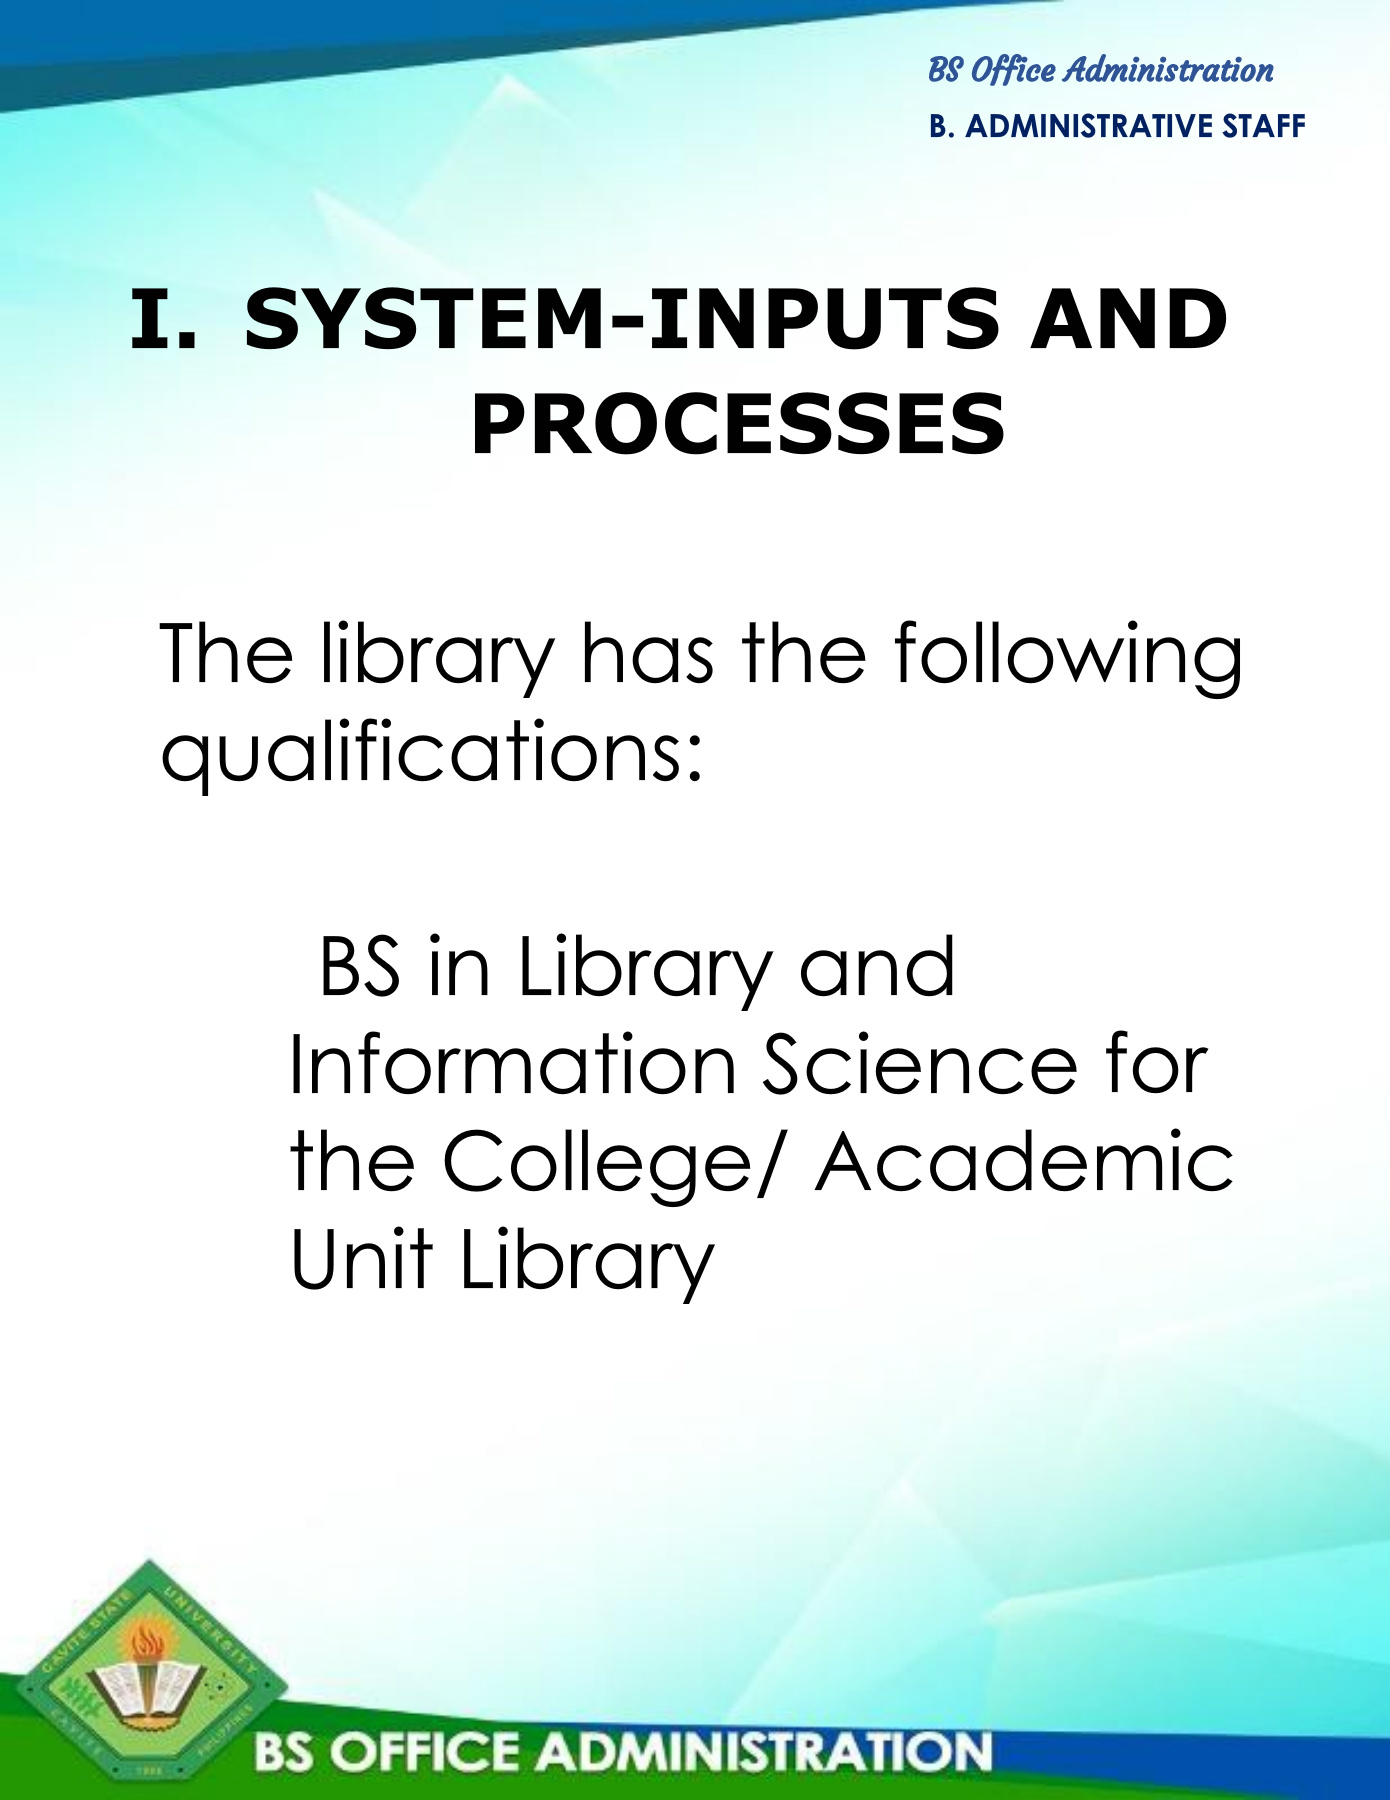 BS Office Administration
B. ADMINISTRATIVE STAFF
I. SYSTEM-INPUTS AND
PROCESSES
The library has the following
qualifications:
BS in Library and
Information Science for
the College/ Academic
Unit Library
CAVITE STATE UNIVERSITY
CAVITE
PHILIPPINES
BS OFFICE ADMINISTRATION